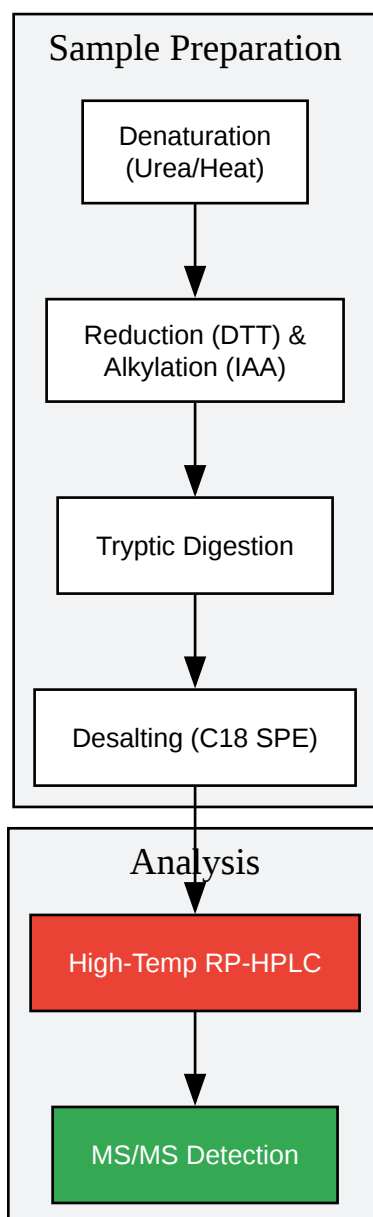 Sample Preparation
Denaturation
(Urea/Heat)
Reduction (DTT) &
Alkylation (IAA)
Tryptic Digestion
Desalting (C18 SPE)
Analysis
High-Temp RP-HPLC
MS/MS Detection